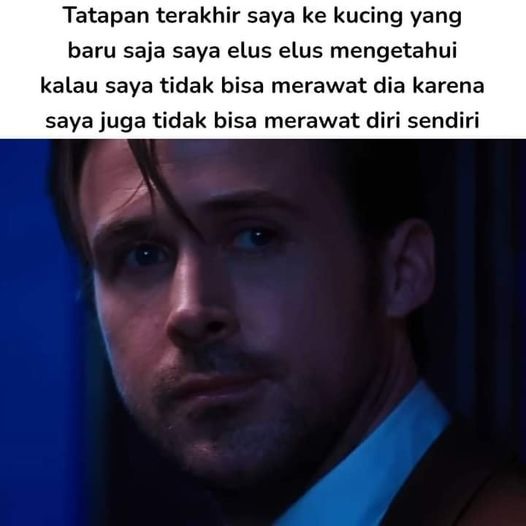 Tatapan terakhir saya ke kucing yang
baru saja saya elus elus mengetahui
kalau saya tidak bisa merawat dia karena
saya juga tidak bisa merawat diri sendiri